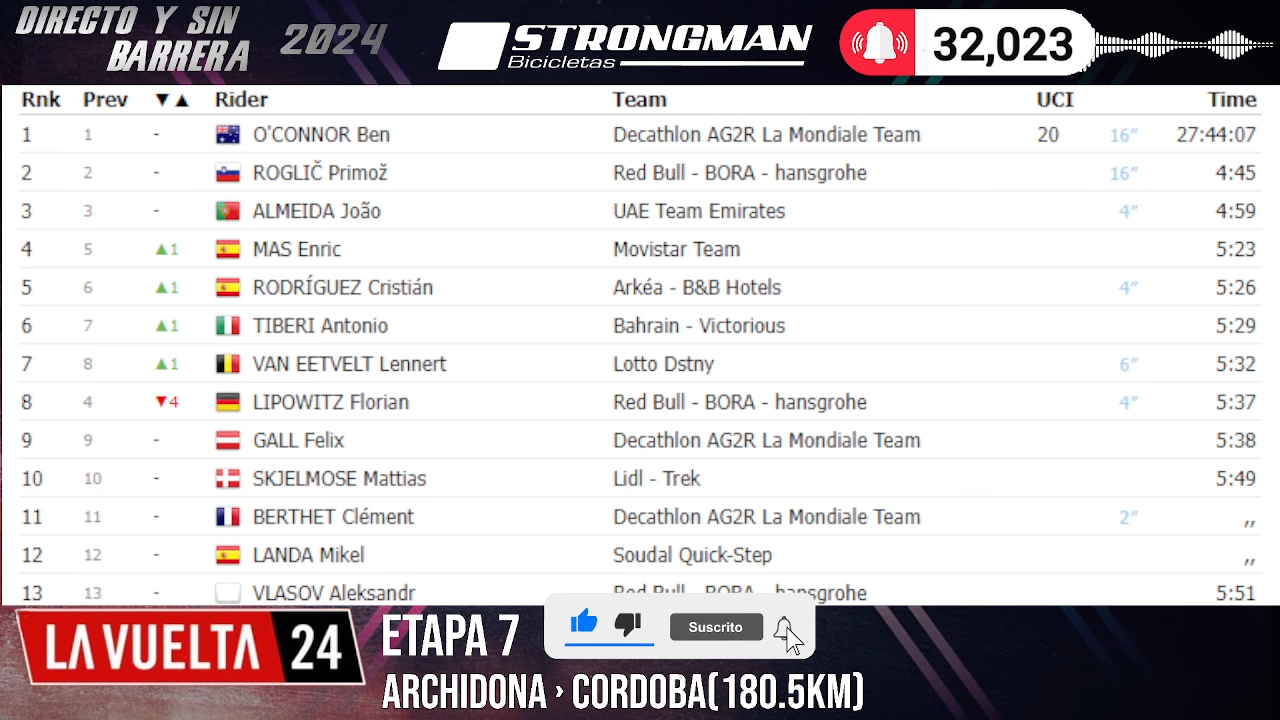 DIRECTO Y SIN BARRERA 2024 STRONGMAN Bicicletas 32,023
Rnk Prev ▼▲ Rider Team UCI Time
1 1 - O'CONNOR Ben Decathlon AG2R La Mondiale Team 20 16″ 27:44:07
2 2 - ROGLIČ Primož Red Bull - BORA - hansgrohe 16″ 4:45
3 3 - ALMEIDA João UAE Team Emirates 4″ 4:59
4 5 ▲1 MAS Enric Movistar Team 5:23
5 6 ▲1 RODRÍGUEZ Cristián Arkéa - B&B Hotels 4″ 5:26
6 7 ▲1 TIBERI Antonio Bahrain - Victorious 5:29
7 8 ▲1 VAN EETVELT Lennert Lotto Dstny 6″ 5:32
8 4 ▼4 LIPOWITZ Florian Red Bull - BORA - hansgrohe 4″ 5:37
9 9 - GALL Felix Decathlon AG2R La Mondiale Team 5:38
10 10 - SKJELMOSE Mattias Lidl - Trek 5:49
11 11 - BERTHET Clément Decathlon AG2R La Mondiale Team 2″ ,,
12 12 - LANDA Mikel Soudal Quick-Step ,,
13 13 - VLASOV Aleksandr Red Bull - BORA - hansgrohe 5:51
LA VUELTA 24
ETAPA 7
Suscrito
ARCHIDONA › CORDOBA(180.5KM)